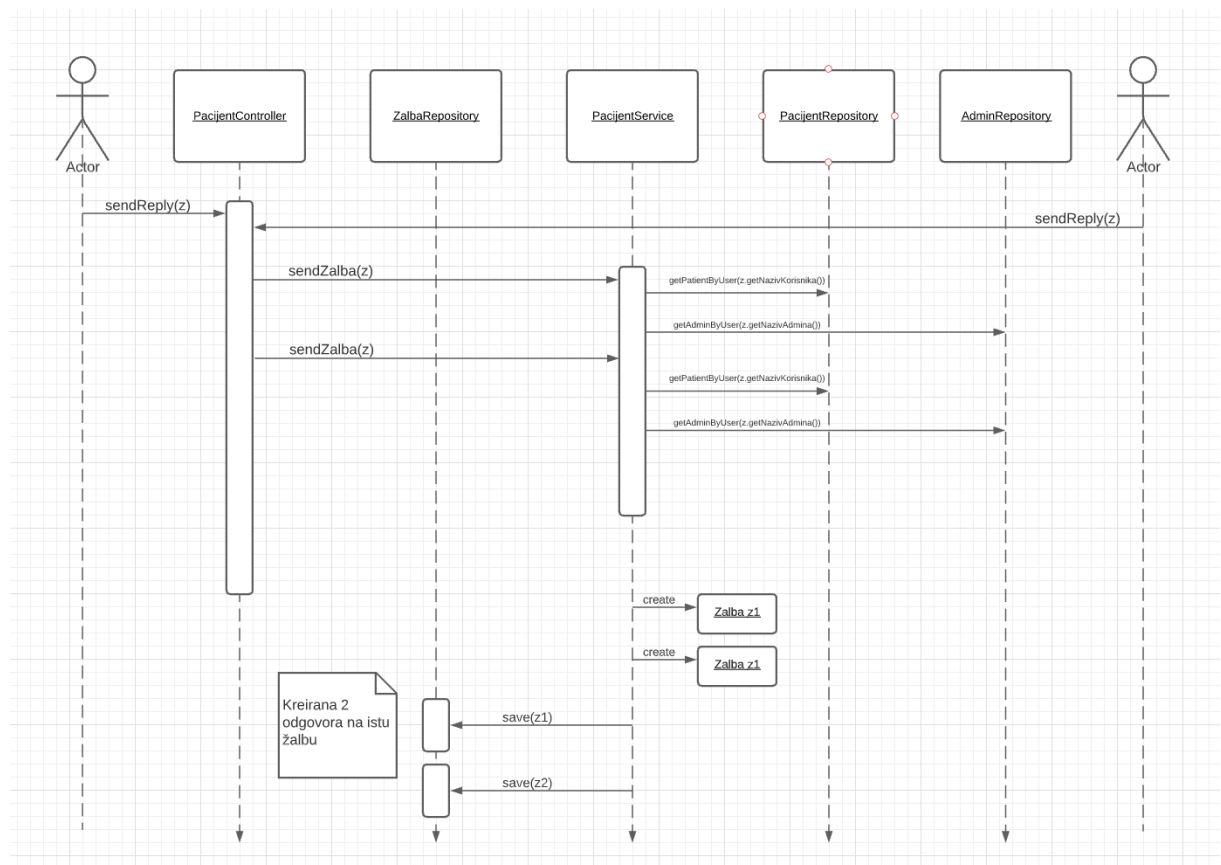 PacijentController
ZalbaRepository
PacijentService
PacijentRepository
AdminRepository
Actor
Actor
sendReply(z)
sendReply(z)
sendZalba(z)
getPatientByUser(z.getNazivKorisnika())
getAdminByUser(z.getNazivAdmina())
sendZalba(z)
getPatientByUser(z.getNazivKorisnika())
getAdminByUser(z.getNazivAdmina())
create
Zalba z1
create
Zalba z1
Kreirana 2
odgovora na istu
žalbu
save(z1)
save(z2)